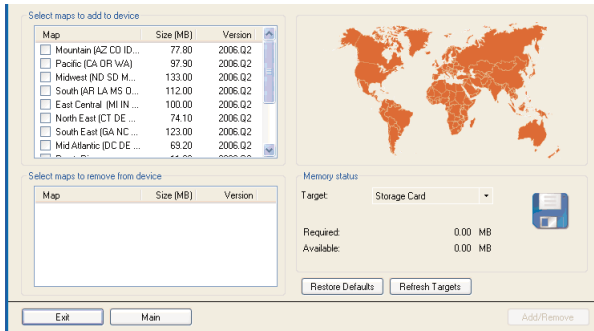 Select maps to add to device
Map Size (MB) Version
Mountain (AZ CO ID... 77.80 2006.Q2
Pacific (CA OR WA) 97.90 2006.Q2
Midwest (ND SD M... 133.00 2006.Q2
South (AR LA MS O... 112.00 2006.Q2
East Central (MI IN ... 100.00 2006.Q2
North East (CT DE ... 74.10 2006.Q2
South East (GA NC ... 123.00 2006.Q2
Mid Atlantic (DC DE ... 69.20 2006.Q2
Select maps to remove from device
Map Size (MB) Version
Memory status
Target: Storage Card
Required: 0.00 MB
Available: 0.00 MB
Restore Defaults Refresh Targets
Exit Main Add/Remove